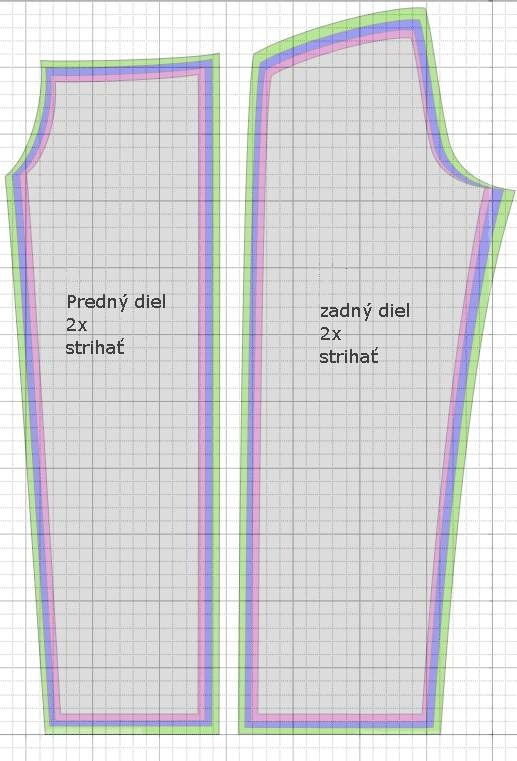 Predný diel
2x
strihať
zadný diel
2x
strihať